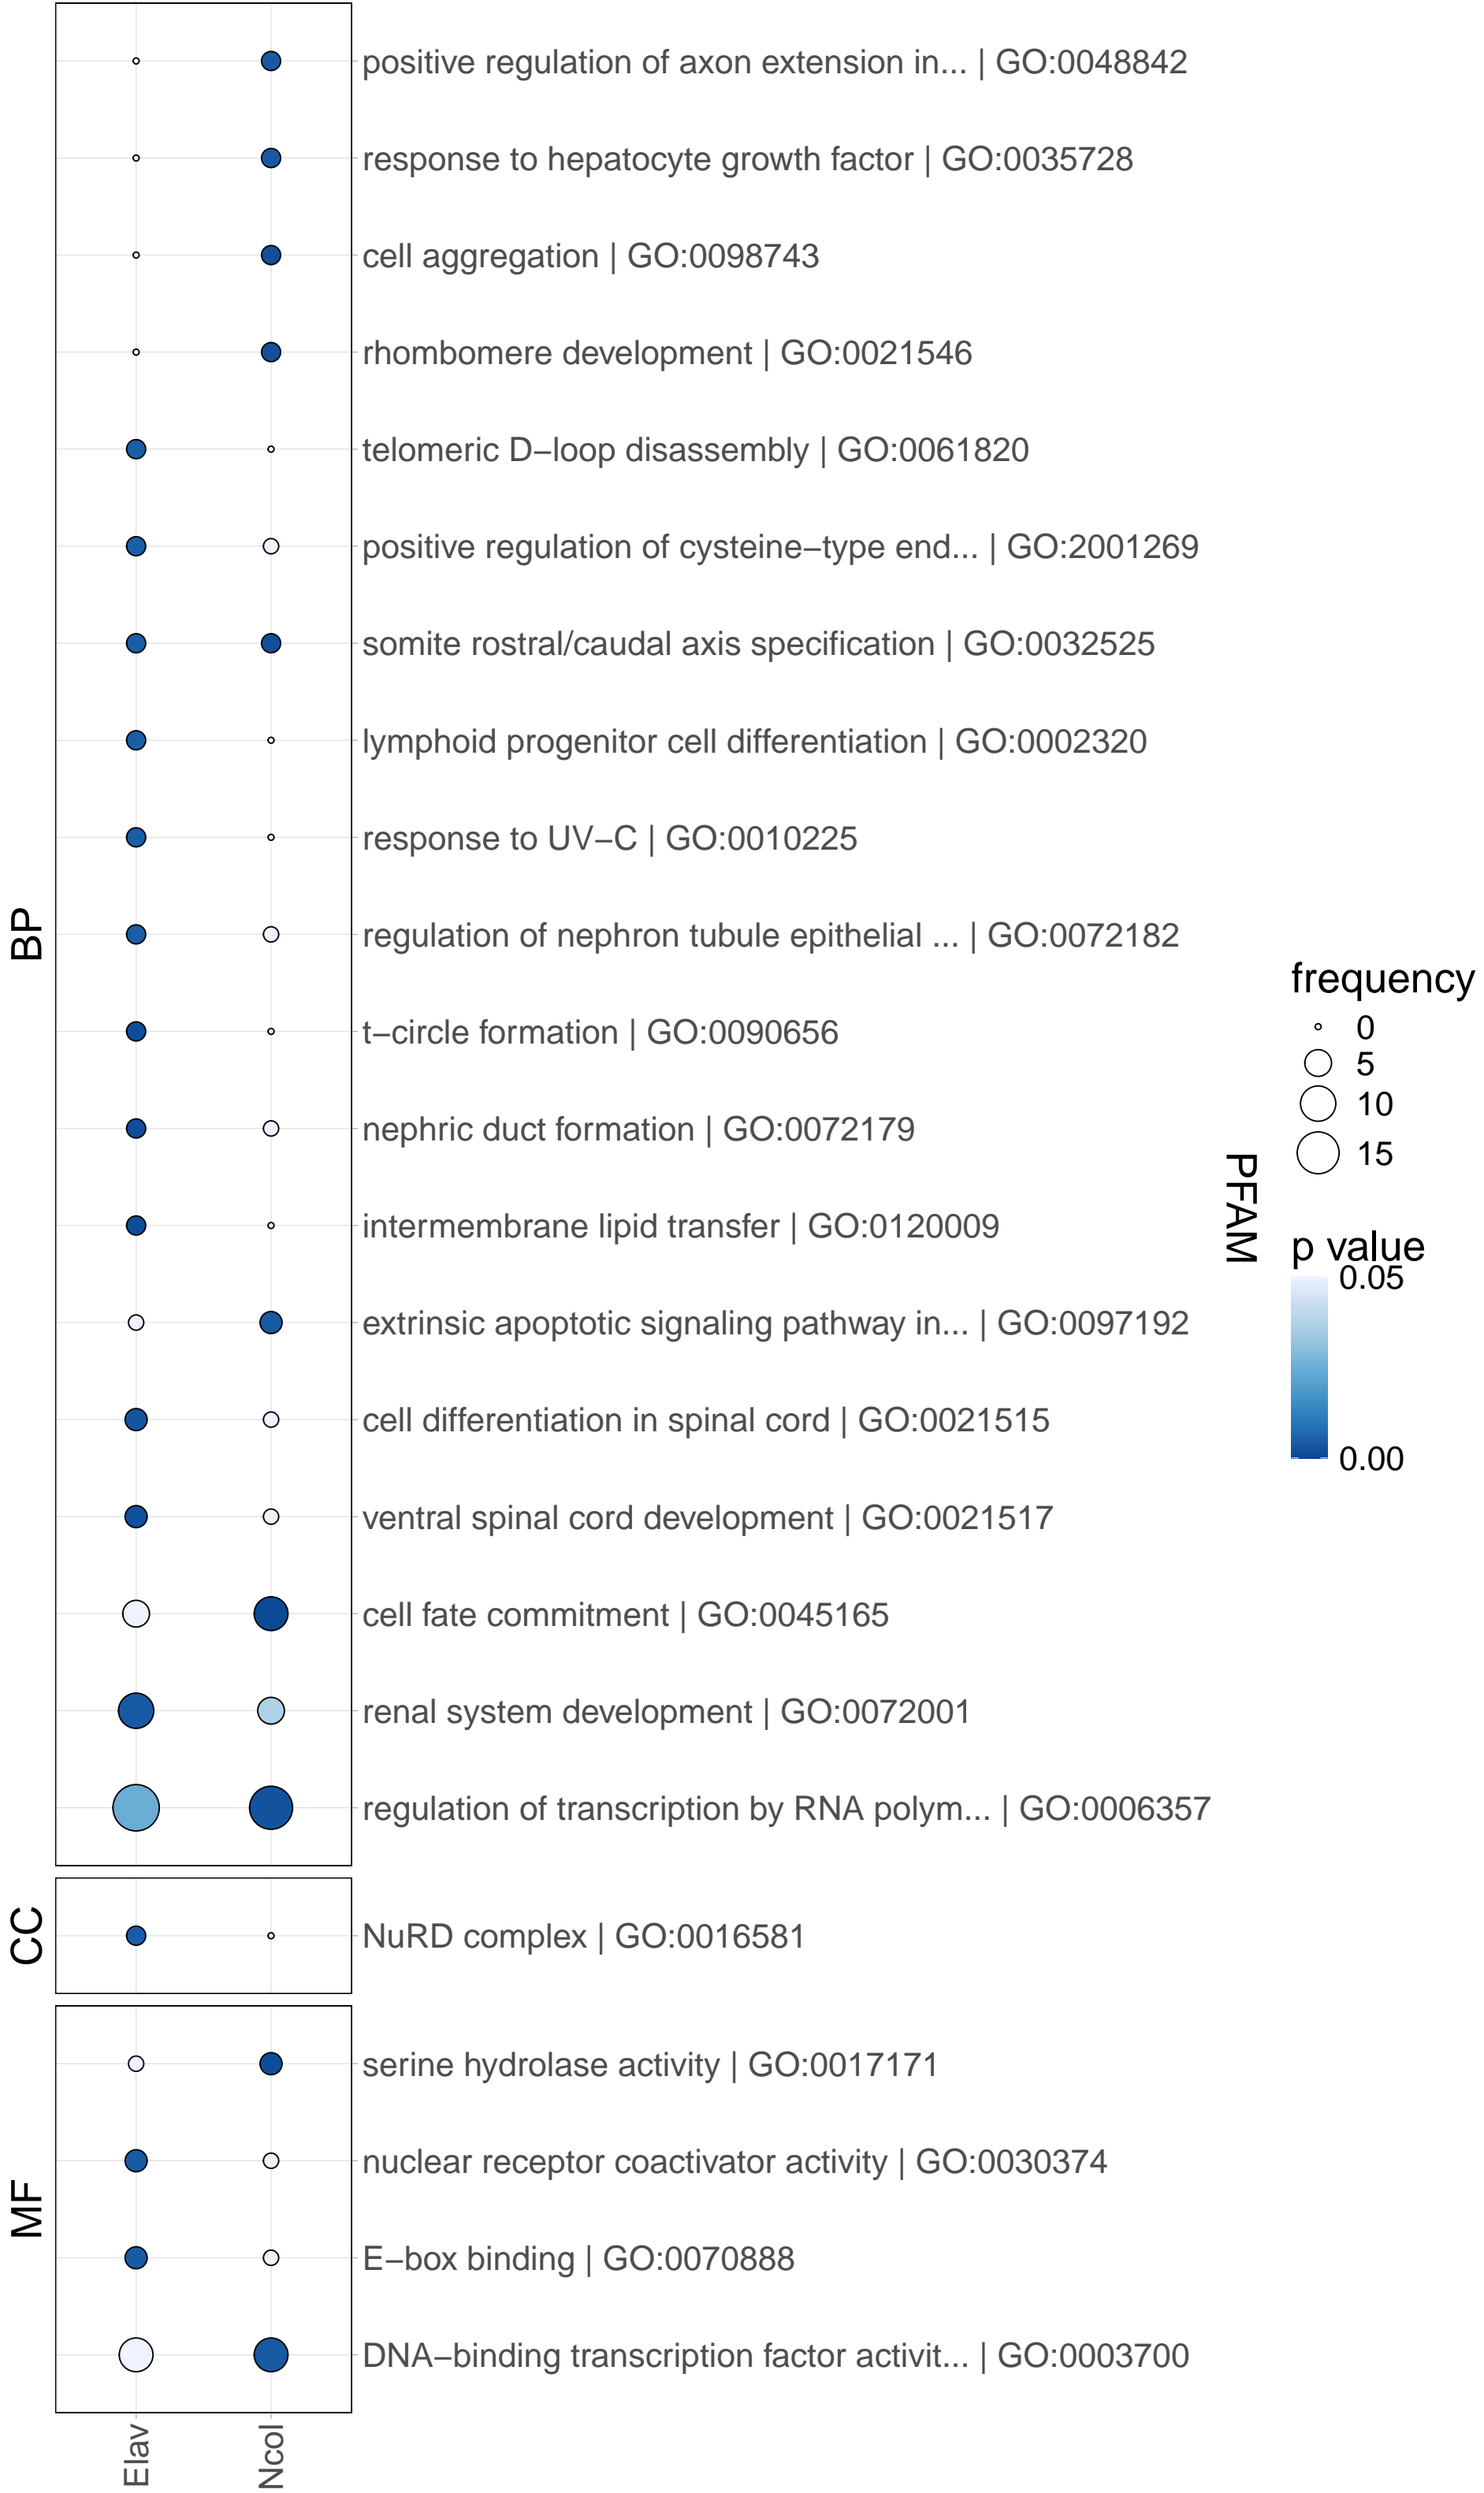 BP
positive regulation of axon extension in... | GO:0048842
response to hepatocyte growth factor | GO:0035728
cell aggregation | GO:0098743
rhombomere development | GO:0021546
telomeric D−loop disassembly | GO:0061820
positive regulation of cysteine−type end... | GO:2001269
somite rostral/caudal axis specification | GO:0032525
lymphoid progenitor cell differentiation | GO:0002320
response to UV−C | GO:0010225
regulation of nephron tubule epithelial ... | GO:0072182
t−circle formation | GO:0090656
nephric duct formation | GO:0072179
intermembrane lipid transfer | GO:0120009
extrinsic apoptotic signaling pathway in... | GO:0097192
cell differentiation in spinal cord | GO:0021515
ventral spinal cord development | GO:0021517
cell fate commitment | GO:0045165
renal system development | GO:0072001
regulation of transcription by RNA polym... | GO:0006357
CC
NuRD complex | GO:0016581
MF
serine hydrolase activity | GO:0017171
nuclear receptor coactivator activity | GO:0030374
E−box binding | GO:0070888
DNA−binding transcription factor activit... | GO:0003700
Elav
Ncol
PFAM
frequency
0
5
10
15
p value
0.05
0.00